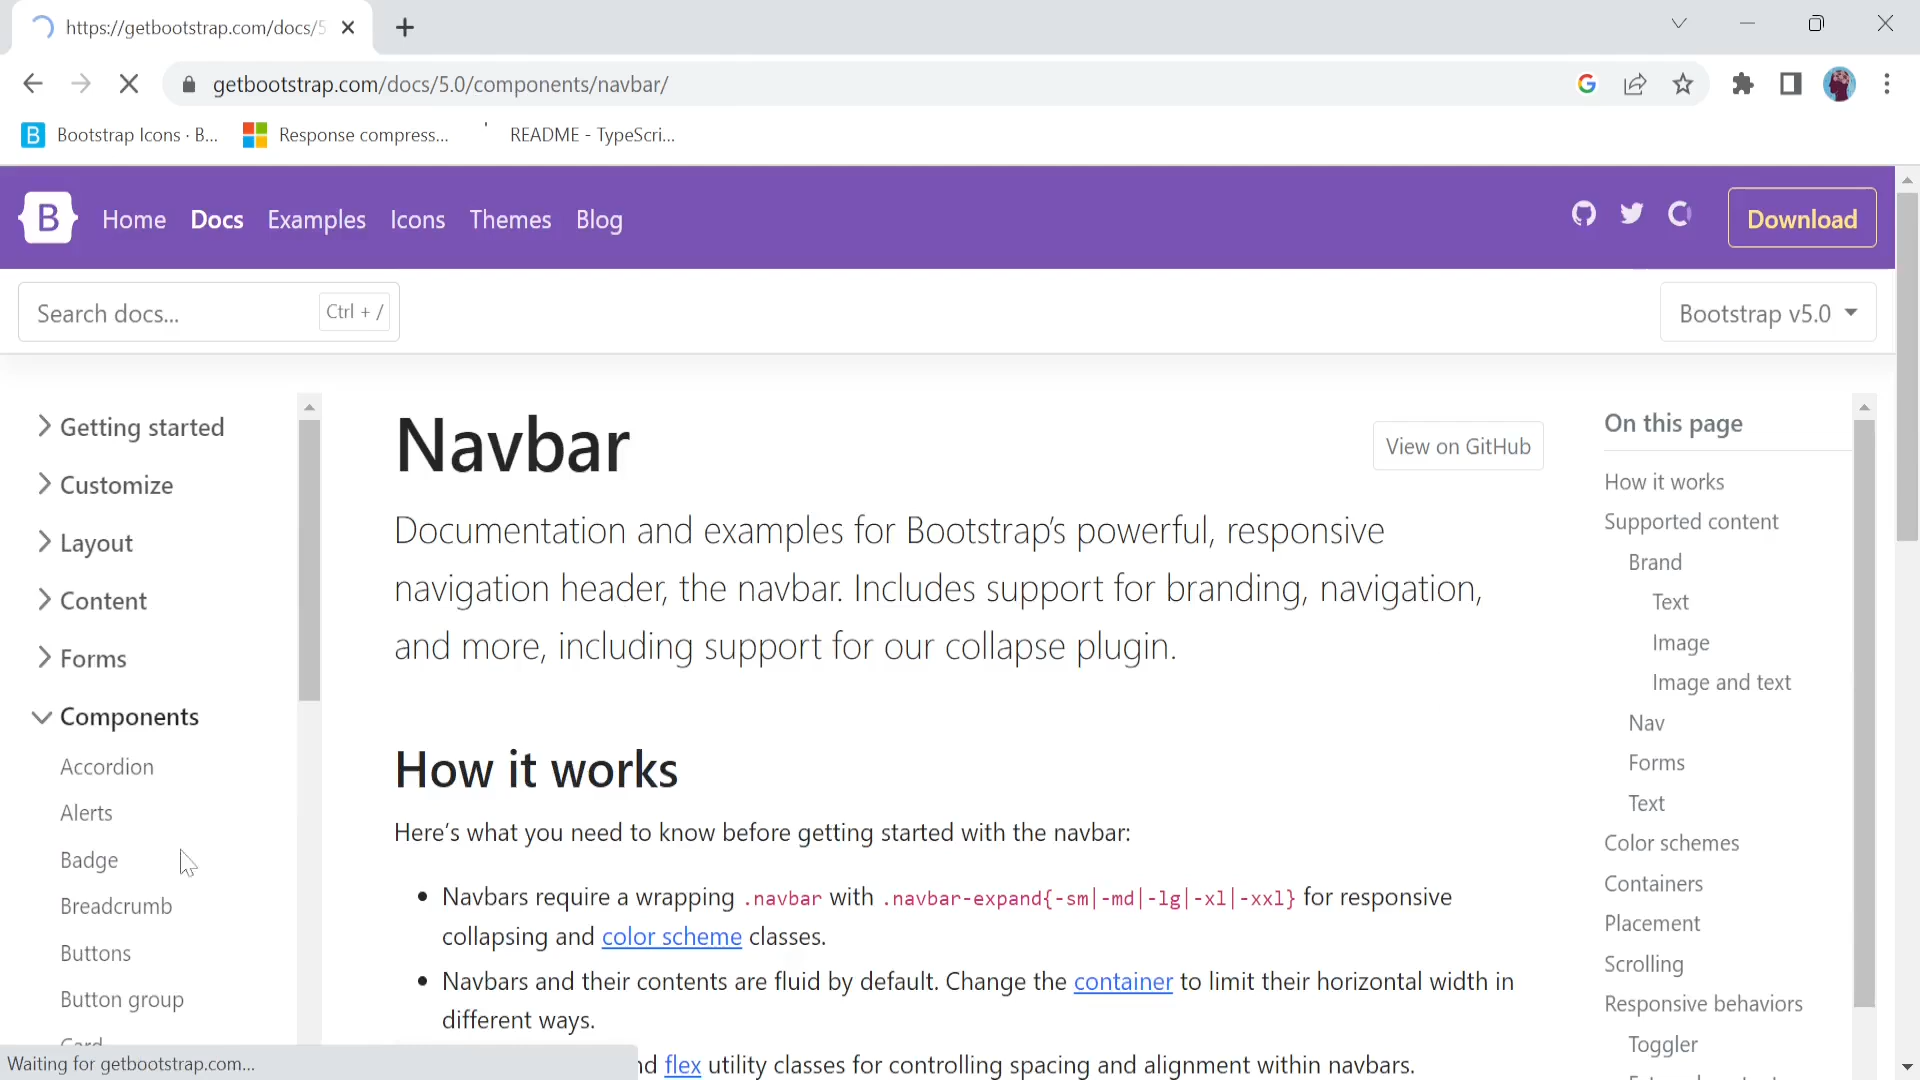 https://getbootstrap.com/docs/5
getbootstrap.com/docs/5.0/components/navbar/
Bootstrap Icons · B...
Response compress...
README - TypeScri...
B Home Docs Examples Icons Themes Blog
Download
Search docs... Ctrl + /
Bootstrap v5.0
Getting started
Customize
Layout
Content
Forms
Components
Accordion
Alerts
Badge
Breadcrumb
Buttons
Button group
Card
Navbar
View on GitHub
Documentation and examples for Bootstrap's powerful, responsive
navigation header, the navbar. Includes support for branding, navigation,
and more, including support for our collapse plugin.
How it works
Here's what you need to know before getting started with the navbar:
Navbars require a wrapping .navbar with .navbar-expand{-sm|-md|-lg|-xl|-xxl} for responsive
collapsing and color scheme classes.
Navbars and their contents are fluid by default. Change the container to limit their horizontal width in
different ways.
flex utility classes for controlling spacing and alignment within navbars.
On this page
How it works
Supported content
Brand
Text
Image
Image and text
Nav
Forms
Text
Color schemes
Containers
Placement
Scrolling
Responsive behaviors
Toggler
Waiting for getbootstrap.com...